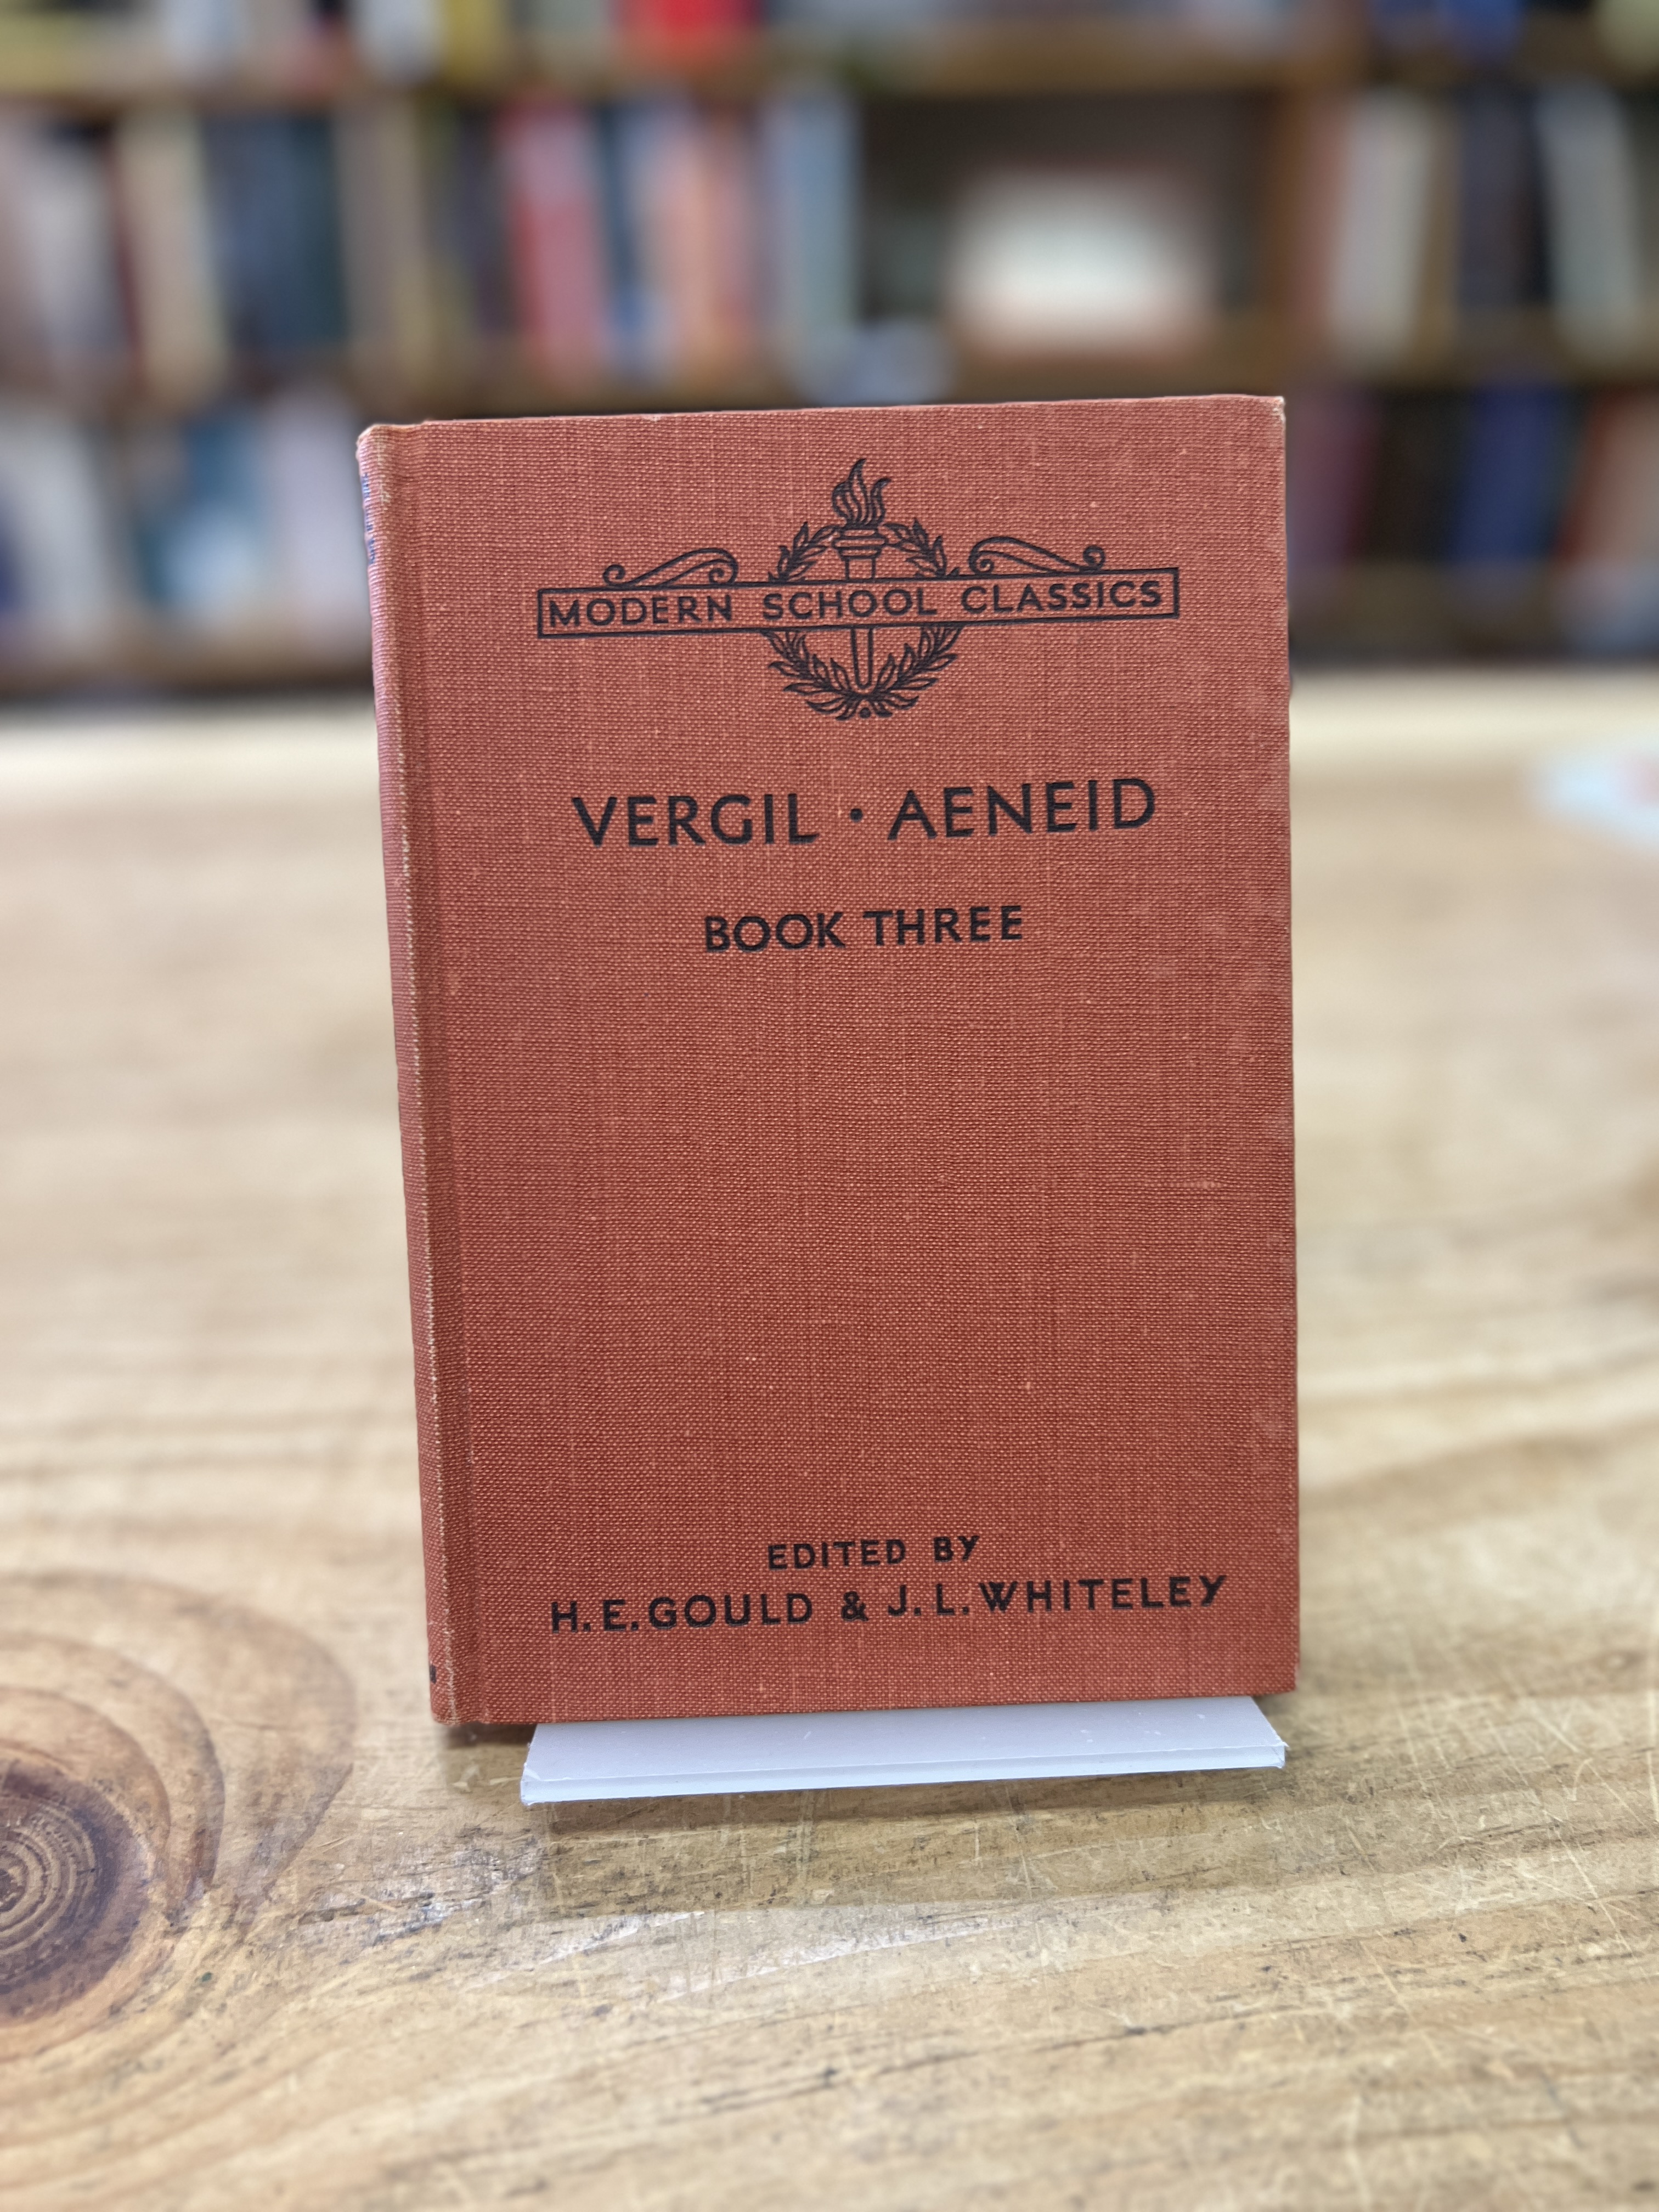 MODERN SCHOOL CLASSICS
VERGIL · AENEID
BOOK THREE
EDITED BY
H. E. GOULD & J. L. WHITELEY